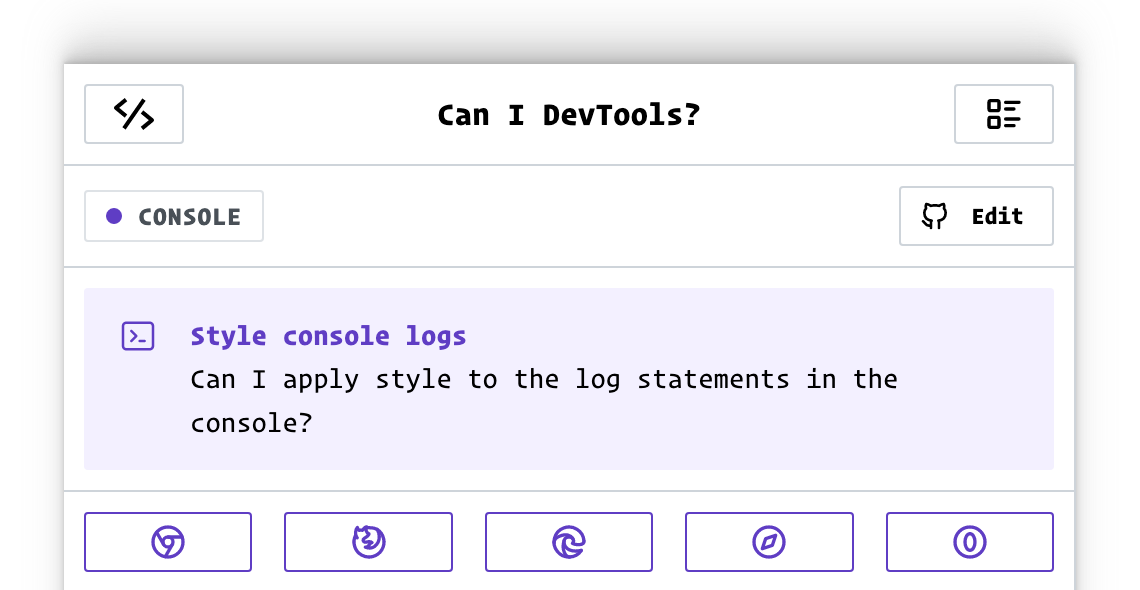 Can I DevTools?
CONSOLE
Edit
Style console logs
Can I apply style to the log statements in the
console?